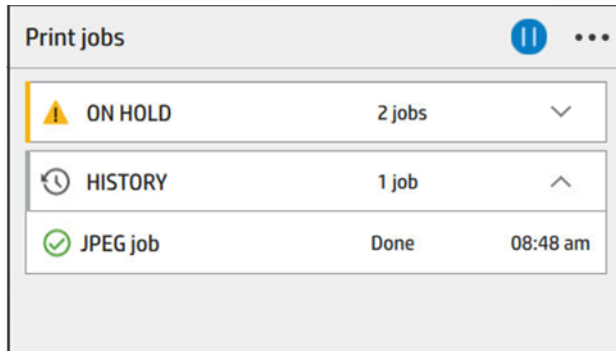 Print jobs
ON HOLD 2 jobs
HISTORY 1 job
JPEG job Done 08:48 am